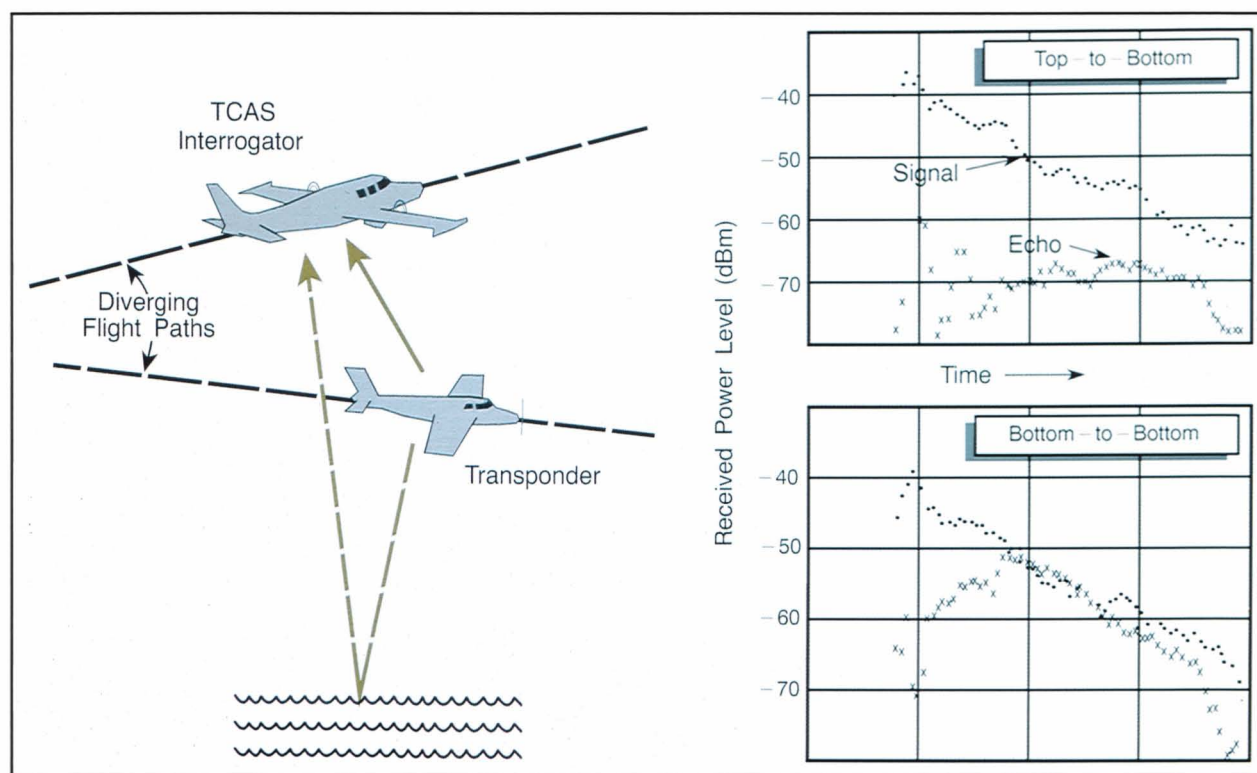 TCAS
Interrogator
Diverging
Flight Paths
Transponder
Received Power Level (dBm)
Top – to – Bottom
–40
–50
–60
–70
Signal
Echo
Time
Bottom – to – Bottom
–40
–50
–60
–70